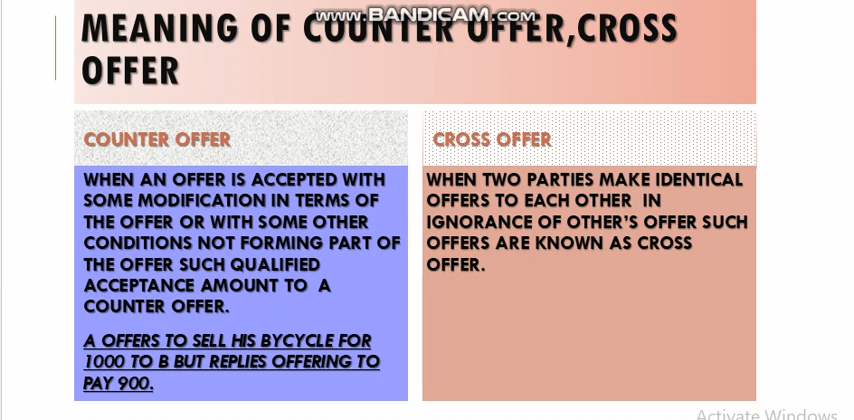 www.BANDICAM.com
MEANING OF COUNTER OFFER,CROSS
OFFER
COUNTER OFFER
WHEN AN OFFER IS ACCEPTED WITH
SOME MODIFICATION IN TERMS OF
THE OFFER OR WITH SOME OTHER
CONDITIONS NOT FORMING PART OF
THE OFFER SUCH QUALIFIED
ACCEPTANCE AMOUNT TO A
COUNTER OFFER.
A OFFERS TO SELL HIS BYCYCLE FOR
1000 TO B BUT REPLIES OFFERING TO
PAY 900.
CROSS OFFER
WHEN TWO PARTIES MAKE IDENTICAL
OFFERS TO EACH OTHER IN
IGNORANCE OF OTHER'S OFFER SUCH
OFFERS ARE KNOWN AS CROSS
OFFER.
Activate Windows